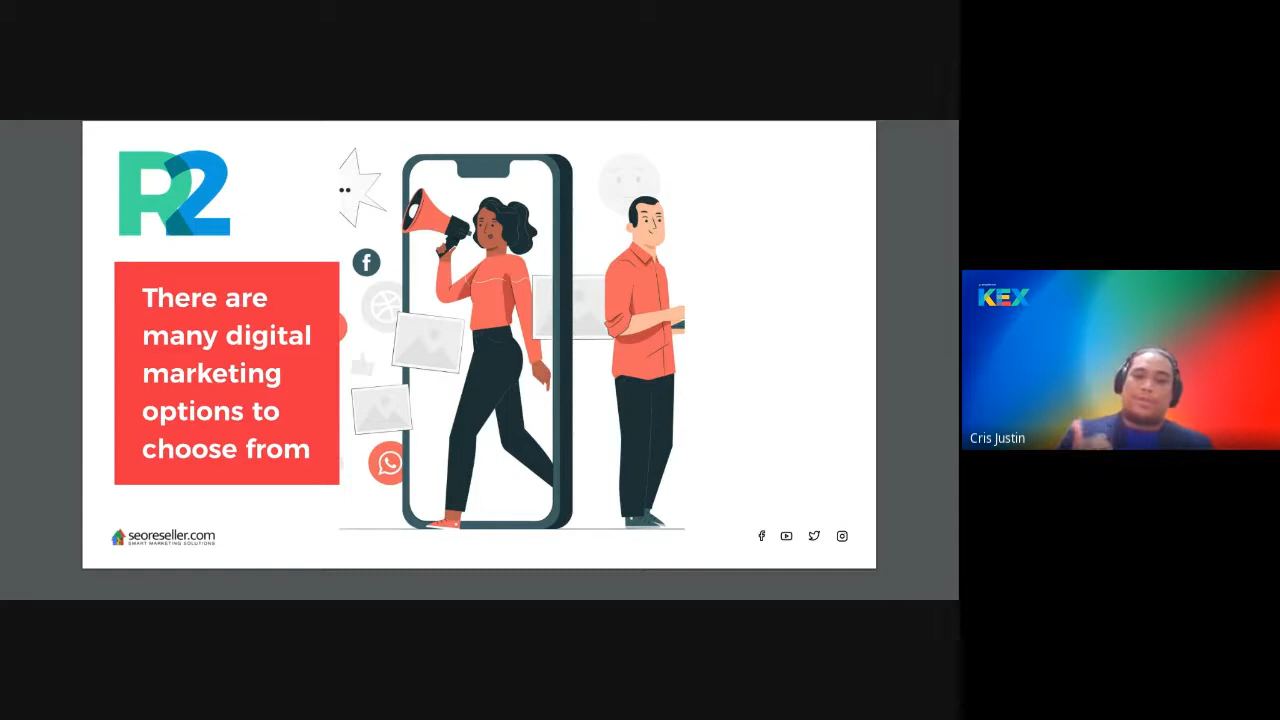 R2
There are
many digital
marketing
options to
choose from
seoreseller.com
SMART MARKETING SOLUTIONS
KEX
Cris Justin